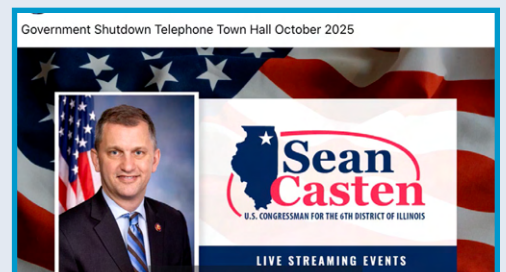 Government Shutdown Telephone Town Hall October 2025
Sean
Casten
U.S. CONGRESSMAN FOR THE 6TH DISTRICT OF ILLINOIS
LIVE STREAMING EVENTS